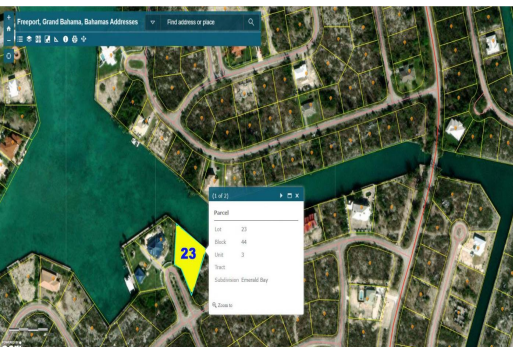 Freeport, Grand Bahama, Bahamas Addresses
Find address or place
(1 of 2)
Parcel
Lot 23
Block 44
Unit 3
Tract
Subdivision Emerald Bay
Zoom to
23